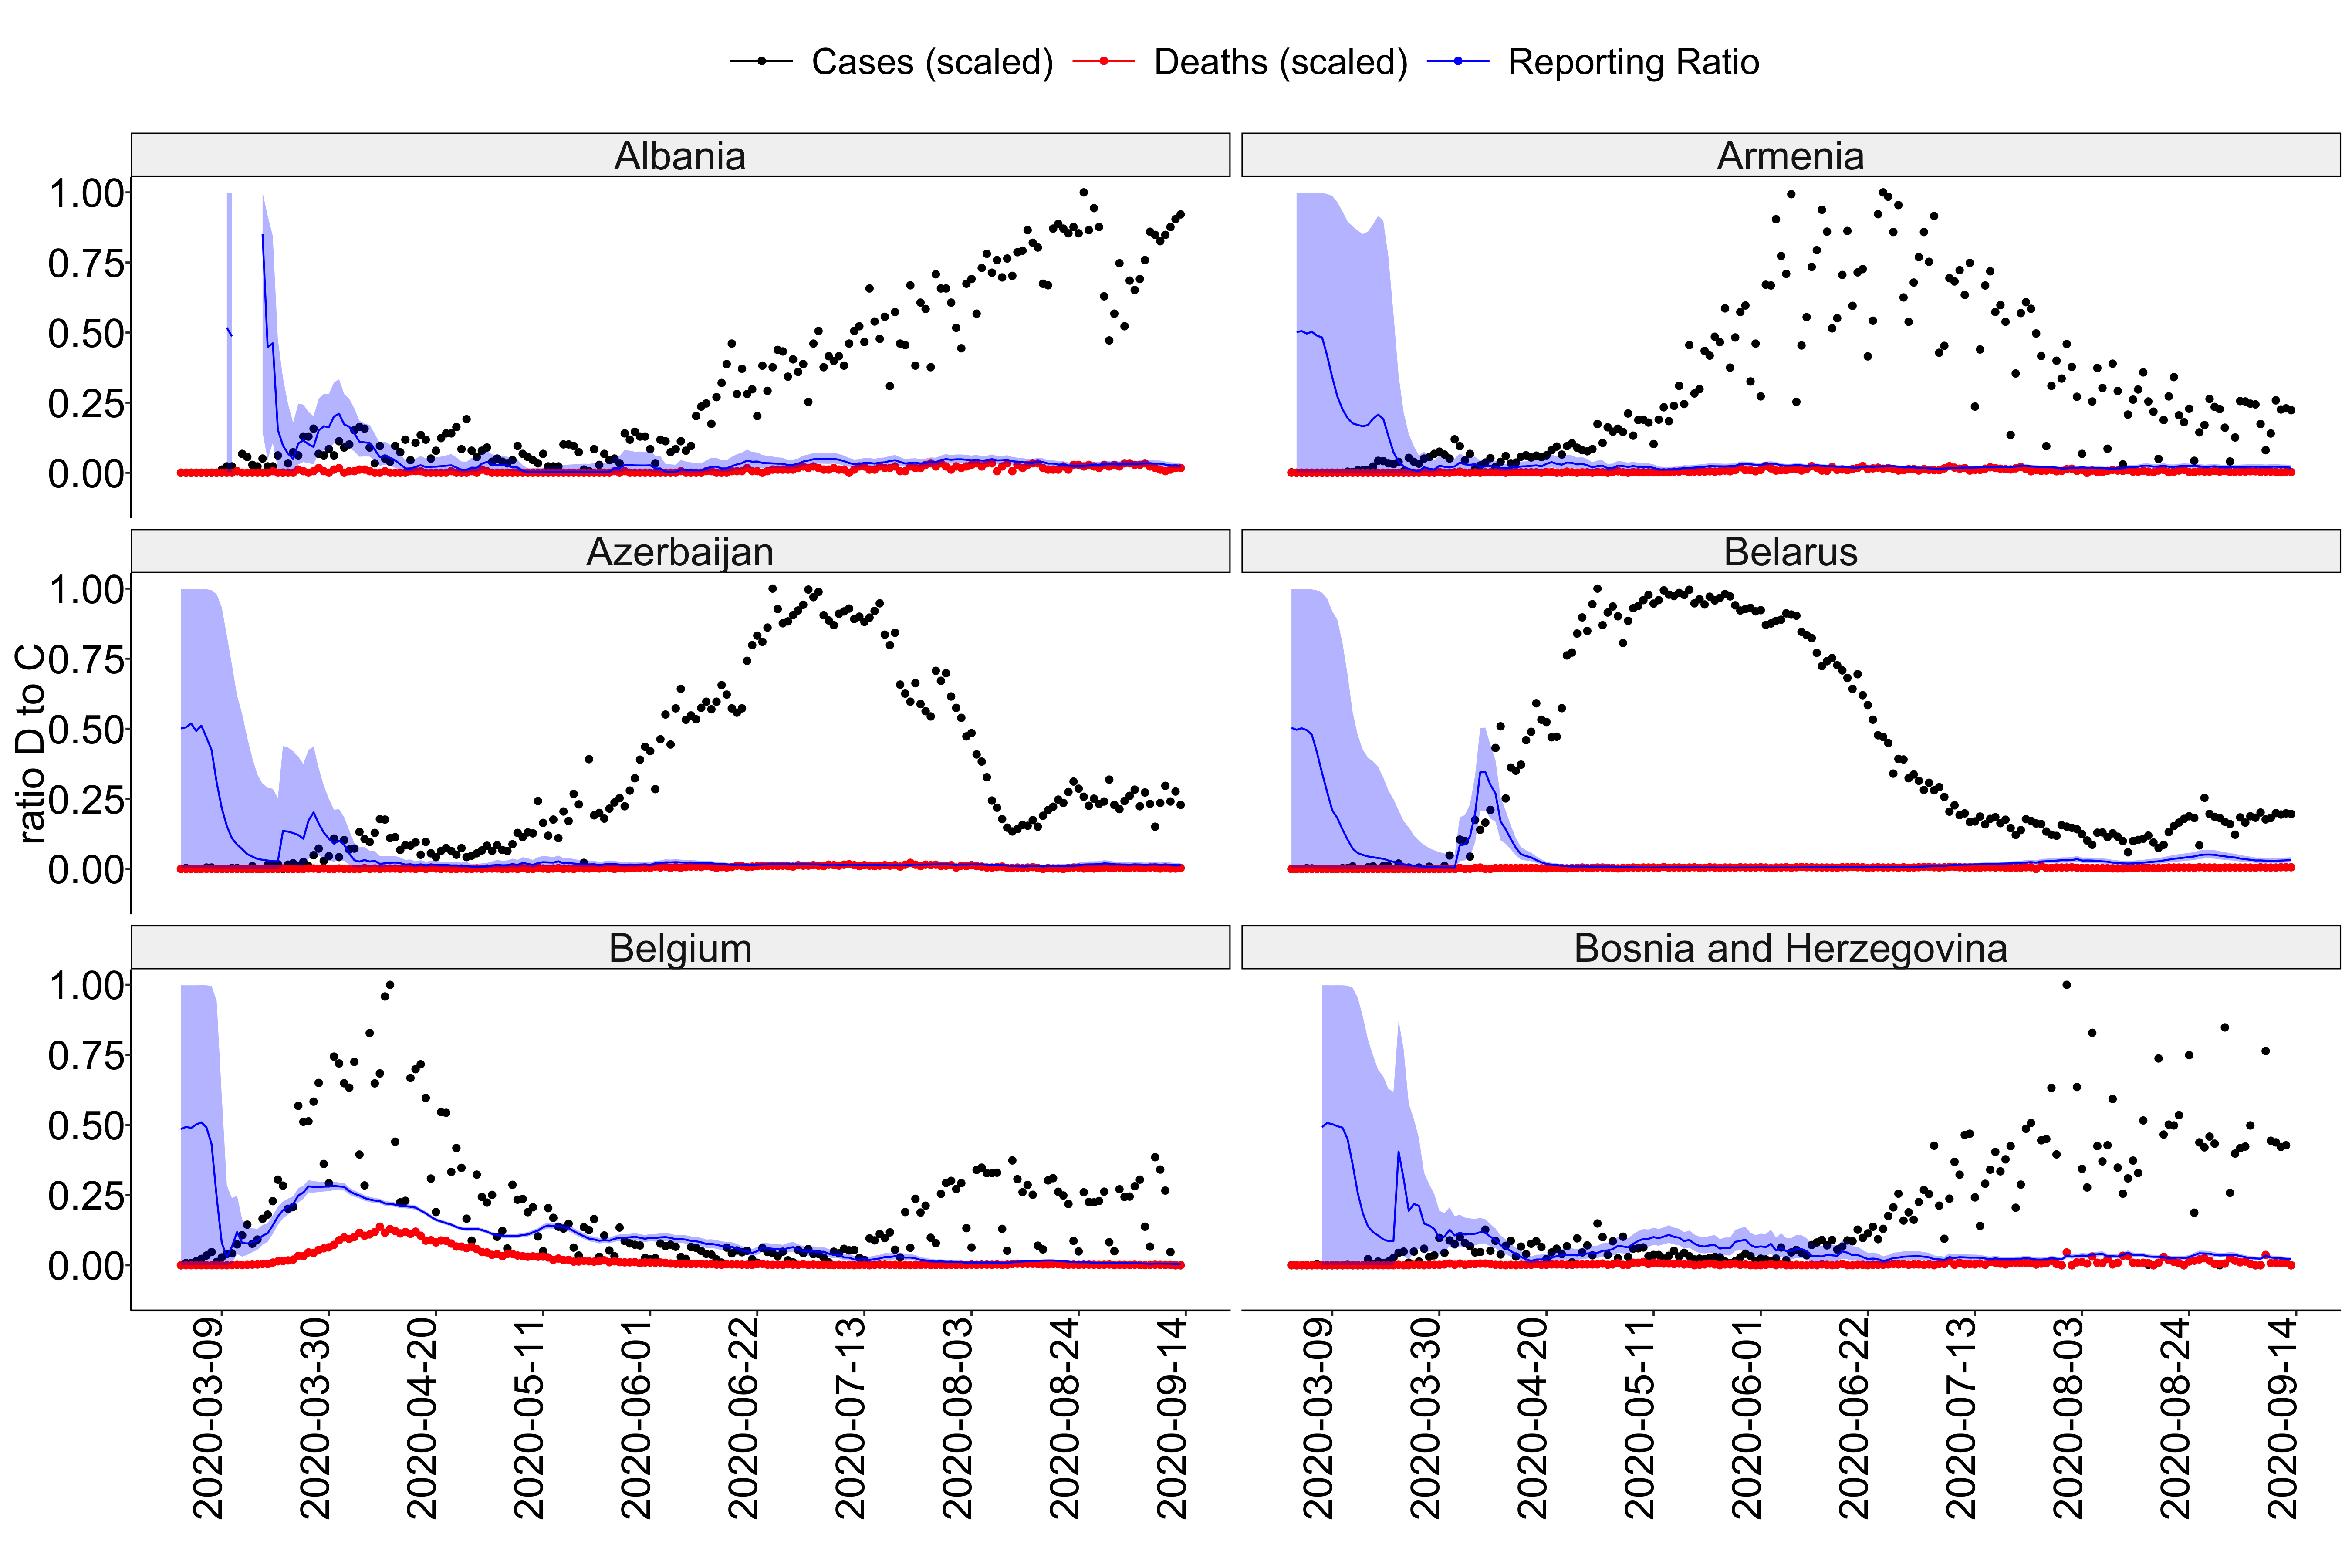 Cases (scaled) Deaths (scaled) Reporting Ratio
Albania Armenia
1.00
0.75
0.50
0.25
0.00
Azerbaijan Belarus
ratio D to C
1.00
0.75
0.50
0.25
0.00
Belgium Bosnia and Herzegovina
1.00
0.75
0.50
0.25
0.00
2020-03-09 2020-03-30 2020-04-20 2020-05-11 2020-06-01 2020-06-22 2020-07-13 2020-08-03 2020-08-24 2020-09-14 2020-03-09 2020-03-30 2020-04-20 2020-05-11 2020-06-01 2020-06-22 2020-07-13 2020-08-03 2020-08-24 2020-09-14